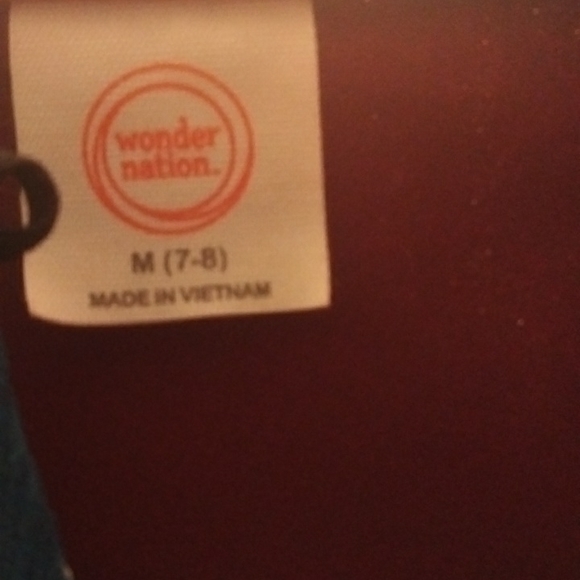 wonder
nation.
M (7-8)
MADE IN VIETNAM